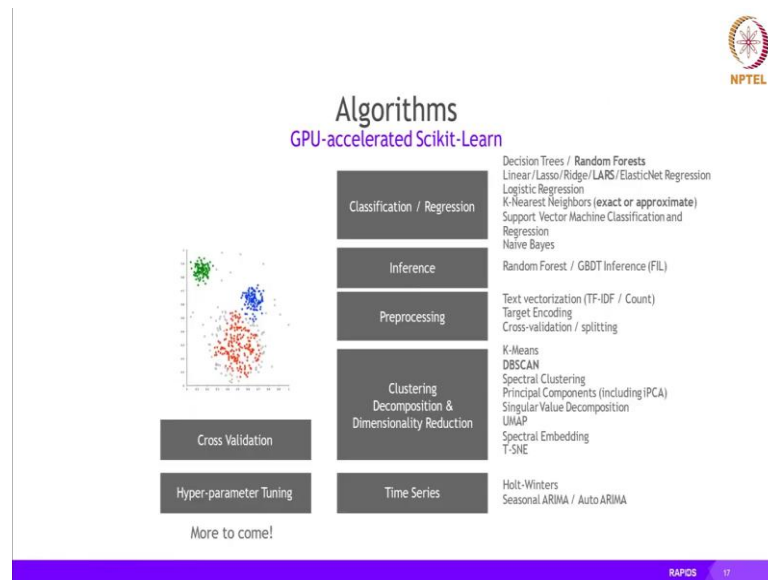 NPTEL
Algorithms
GPU-accelerated Scikit-Learn
Classification / Regression
Decision Trees / Random Forests
Linear/Lasso/Ridge/LARS/ElasticNet Regression
Logistic Regression
K-Nearest Neighbors (exact or approximate)
Support Vector Machine Classification and
Regression
Naive Bayes
Inference
Random Forest / GBDT Inference (FIL)
Preprocessing
Text vectorization (TF-IDF / Count)
Target Encoding
Cross-validation / splitting
Clustering
Decomposition &
Dimensionality Reduction
K-Means
DBSCAN
Spectral Clustering
Principal Components (including iPCA)
Singular Value Decomposition
UMAP
Spectral Embedding
T-SNE
Cross Validation
Hyper-parameter Tuning
Time Series
Holt-Winters
Seasonal ARIMA / Auto ARIMA
More to come!
RAPIDS 17